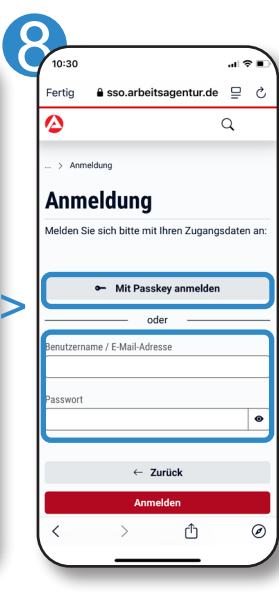 8
10:30
Fertig sso.arbeitsagentur.de
... > Anmeldung
Anmeldung
Melden Sie sich bitte mit Ihren Zugangsdaten an:
Mit Passkey anmelden
oder
Benutzername / E-Mail-Adresse
Passwort
← Zurück
Anmelden